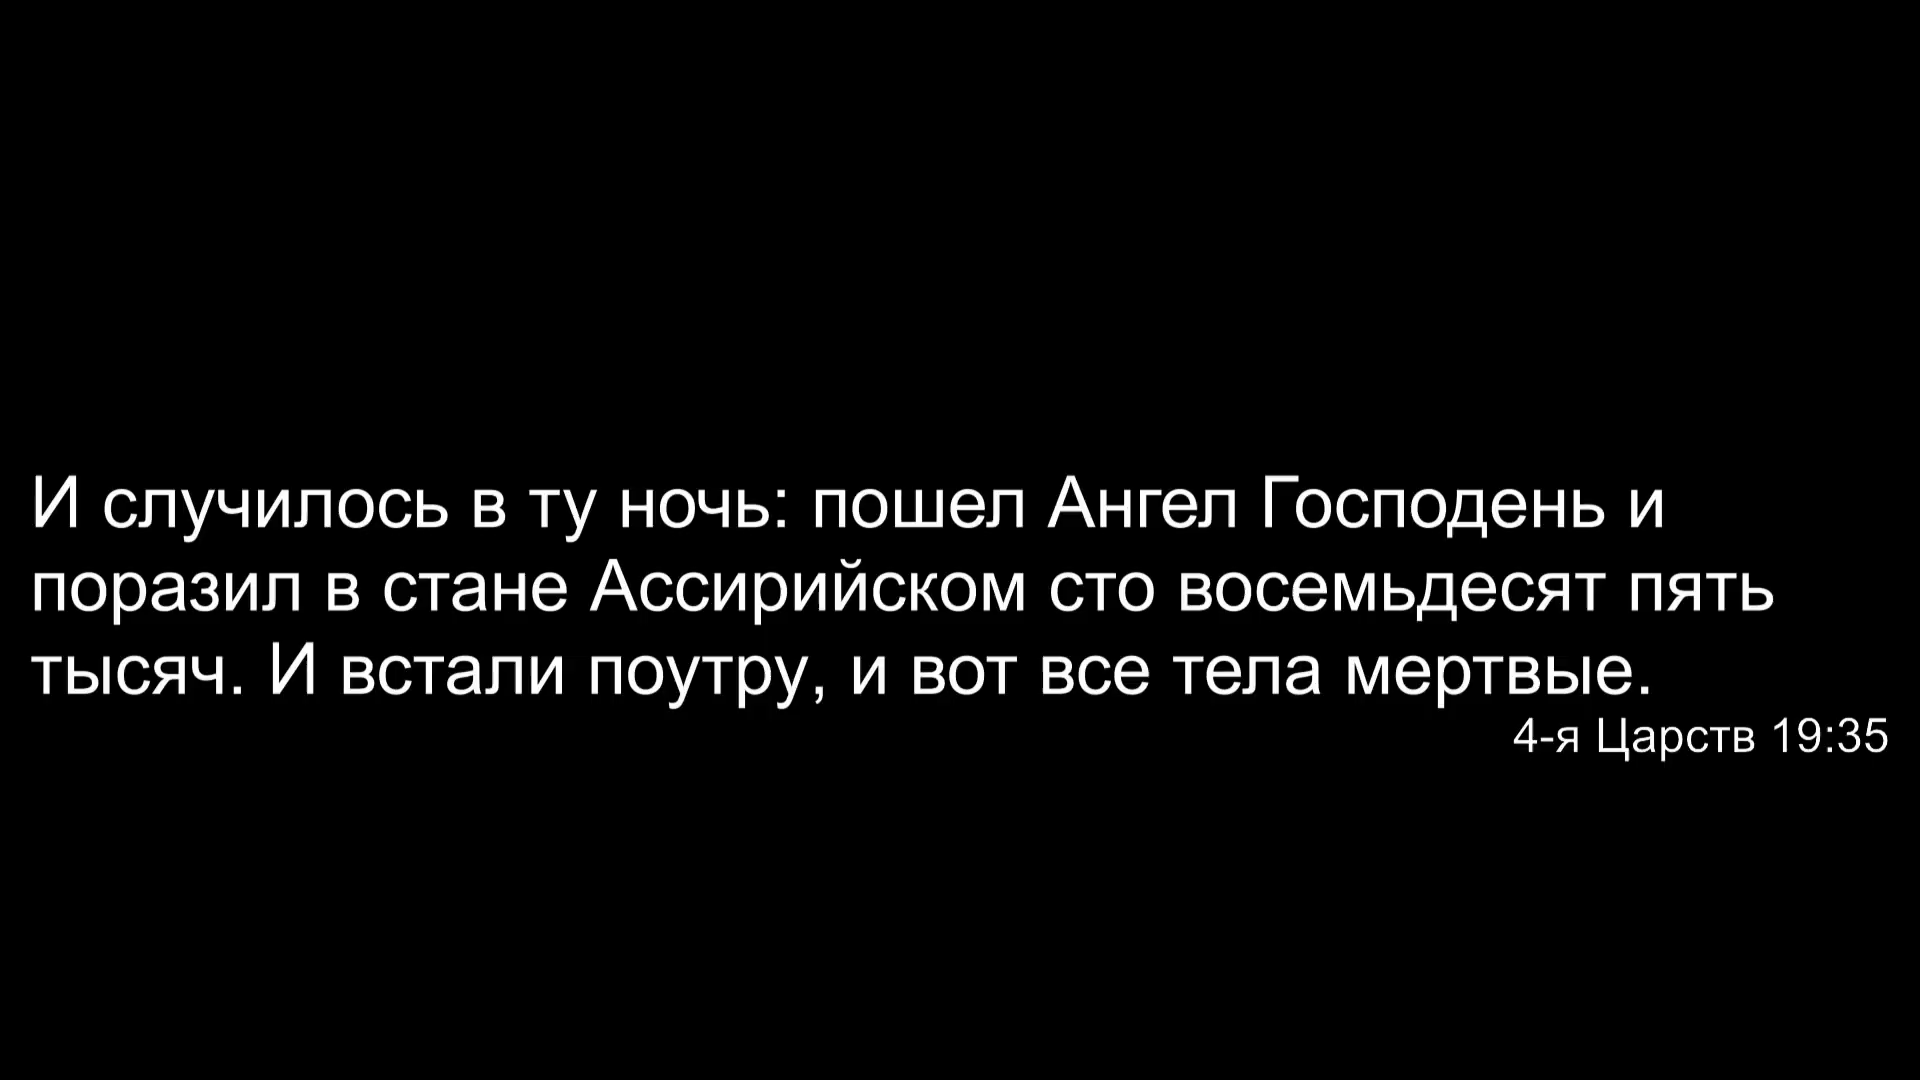 И случилось в ту ночь: пошел Ангел Господень и
поразил в стане Ассирийском сто восемьдесят пять
тысяч. И встали поутру, и вот все тела мертвые.
4-я Царств 19:35